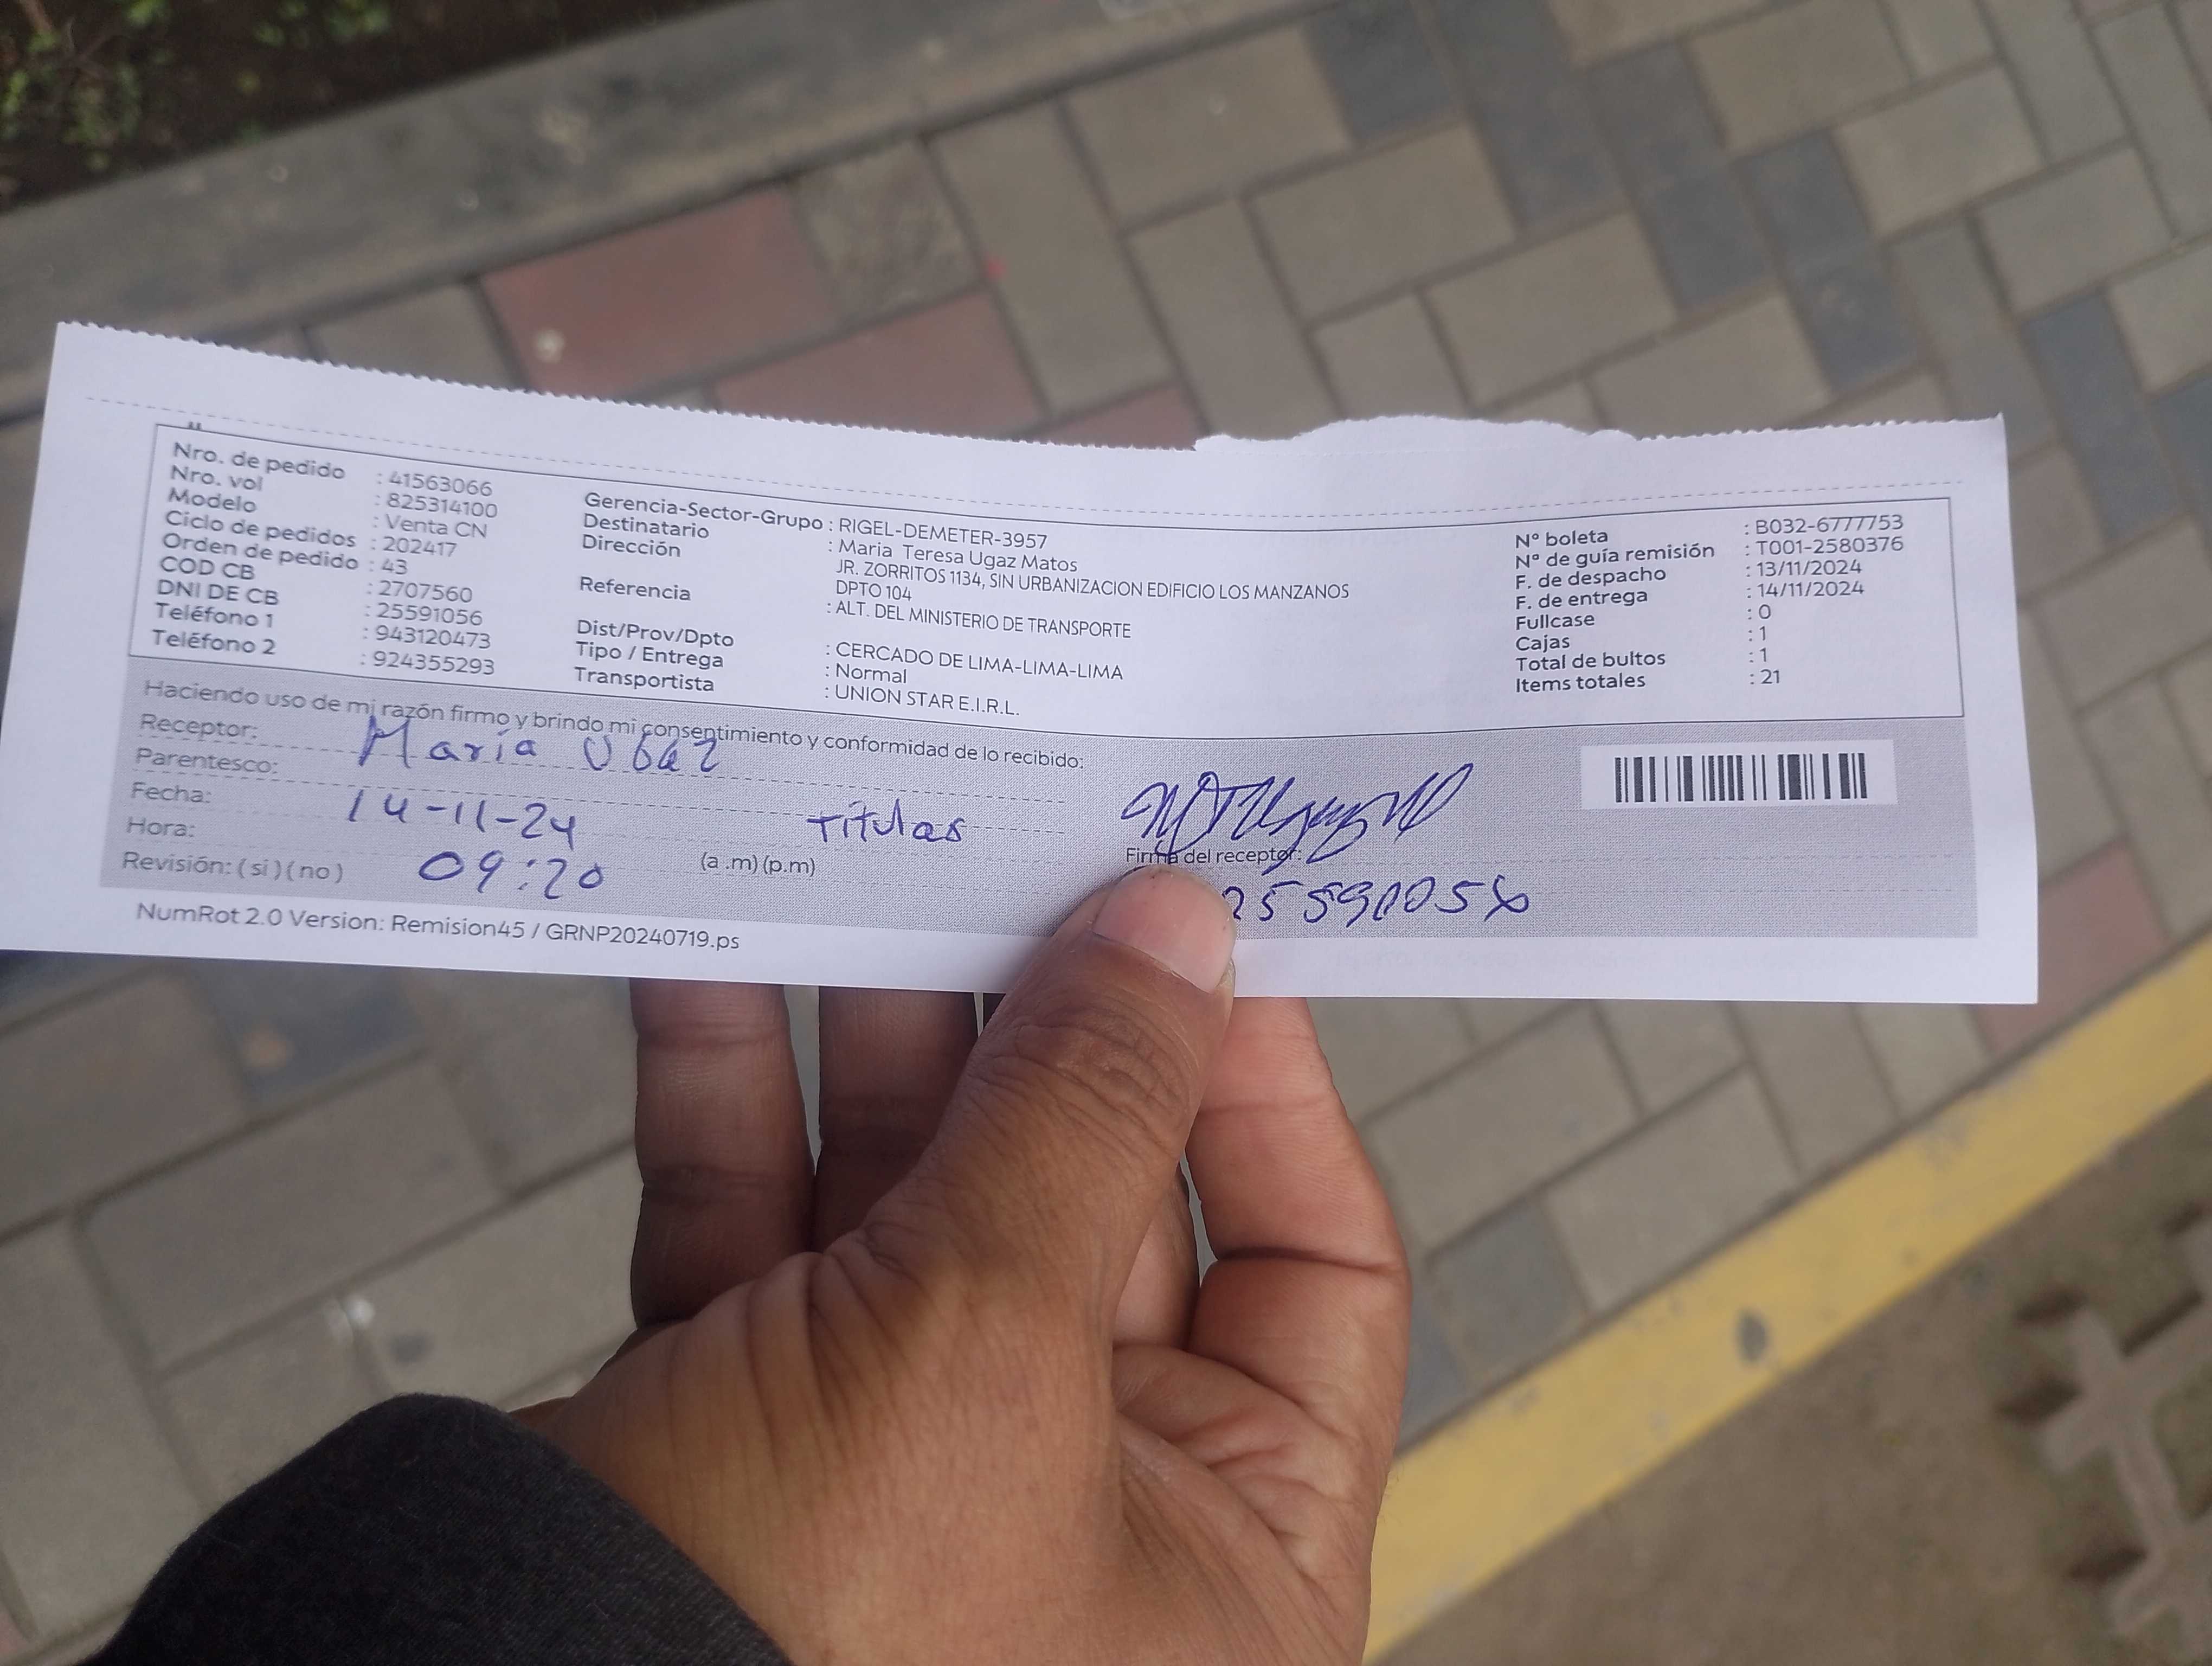 Nro. de pedido : 41563066
Nro. vol : 825314100
Modelo : Venta CN
Ciclo de pedidos : 202417
Orden de pedido : 43
COD CB : 2707560
DNI DE CB : 25591056
Teléfono 1 : 943120473
Teléfono 2 : 924355293
Gerencia-Sector-Grupo : RIGEL-DEMETER-3957
Destinatario : Maria Teresa Ugaz Matos
Dirección JR. ZORRITOS 1134, SIN URBANIZACION EDIFICIO LOS MANZANOS
DPTO 104
Referencia : ALT. DEL MINISTERIO DE TRANSPORTE
Dist/Prov/Dpto : CERCADO DE LIMA-LIMA-LIMA
Tipo / Entrega : Normal
Transportista : UNION STAR E.I.R.L.
Nº boleta : B032-6777753
Nº de guía remisión : T001-2580376
F. de despacho : 13/11/2024
F. de entrega : 14/11/2024
Fullcase : 0
Cajas : 1
Total de bultos : 1
Items totales : 21
Haciendo uso de mi razón firmo y brindo mi consentimiento y conformidad de lo recibido:
Receptor: Maria
Parentesco: Titulas
Fecha: 14-11-24
Hora: 09:20 (a.m) (p.m)
Revisión: ( si ) ( no )
Firma del receptor:
NumRot 2.0 Version: Remision45 / GRNP20240719.ps